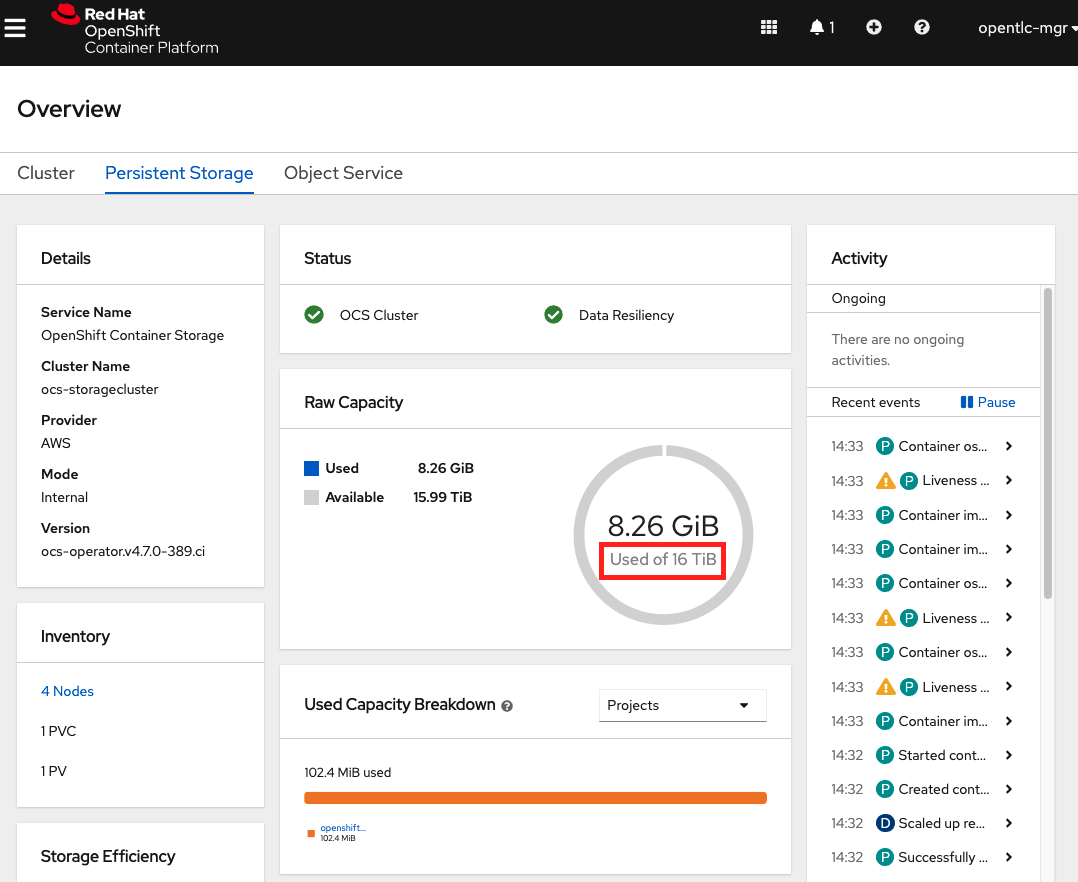 Red Hat
OpenShift
Container Platform
1
opentlc-mgr
Overview
Cluster
Persistent Storage
Object Service
Details
Service Name
OpenShift Container Storage
Cluster Name
ocs-storagecluster
Provider
AWS
Mode
Internal
Version
ocs-operator.v4.7.0-389.ci
Inventory
4 Nodes
1 PVC
1 PV
Storage Efficiency
Status
OCS Cluster
Data Resiliency
Raw Capacity
Used 8.26 GiB
Available 15.99 TiB
8.26 GiB
Used of 16 TiB
Used Capacity Breakdown
Projects
102.4 MiB used
openshift...
102.4 MiB
Activity
Ongoing
There are no ongoing
activities.
Recent events
Pause
14:33 P Container os...
14:33 P Liveness ...
14:33 P Container im...
14:33 P Container im...
14:33 P Container os...
14:33 P Liveness ...
14:33 P Container os...
14:33 P Liveness ...
14:33 P Container im...
14:32 P Started cont...
14:32 P Created cont...
14:32 D Scaled up re...
14:32 P Successfully ...